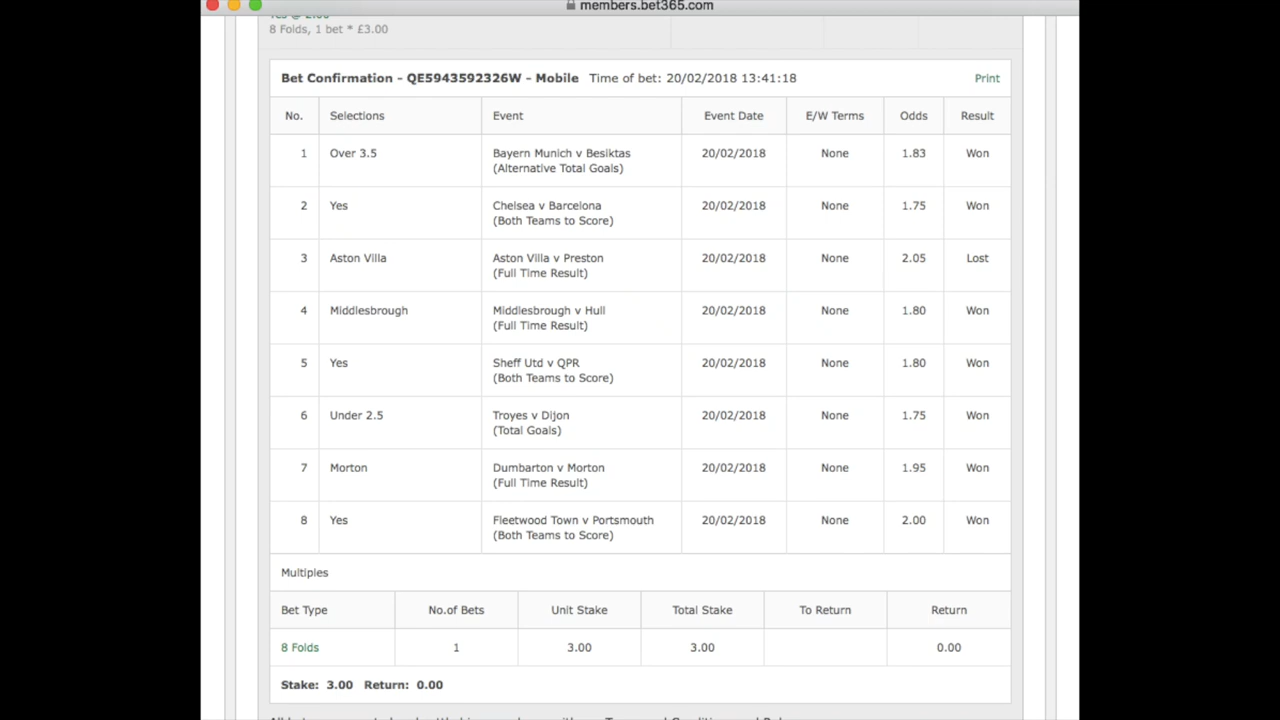 members.bet365.com
Yes @ 2.00
8 Folds, 1 bet * £3.00
Bet Confirmation - QE5943592326W - Mobile Time of bet: 20/02/2018 13:41:18 Print
No. Selections Event Event Date E/W Terms Odds Result
1 Over 3.5 Bayern Munich v Besiktas 20/02/2018 None 1.83 Won
(Alternative Total Goals)
2 Yes Chelsea v Barcelona 20/02/2018 None 1.75 Won
(Both Teams to Score)
3 Aston Villa Aston Villa v Preston 20/02/2018 None 2.05 Lost
(Full Time Result)
4 Middlesbrough Middlesbrough v Hull 20/02/2018 None 1.80 Won
(Full Time Result)
5 Yes Sheff Utd v QPR 20/02/2018 None 1.80 Won
(Both Teams to Score)
6 Under 2.5 Troyes v Dijon 20/02/2018 None 1.75 Won
(Total Goals)
7 Morton Dumbarton v Morton 20/02/2018 None 1.95 Won
(Full Time Result)
8 Yes Fleetwood Town v Portsmouth 20/02/2018 None 2.00 Won
(Both Teams to Score)
Multiples
Bet Type No.of Bets Unit Stake Total Stake To Return Return
8 Folds 1 3.00 3.00 0.00
Stake: 3.00 Return: 0.00